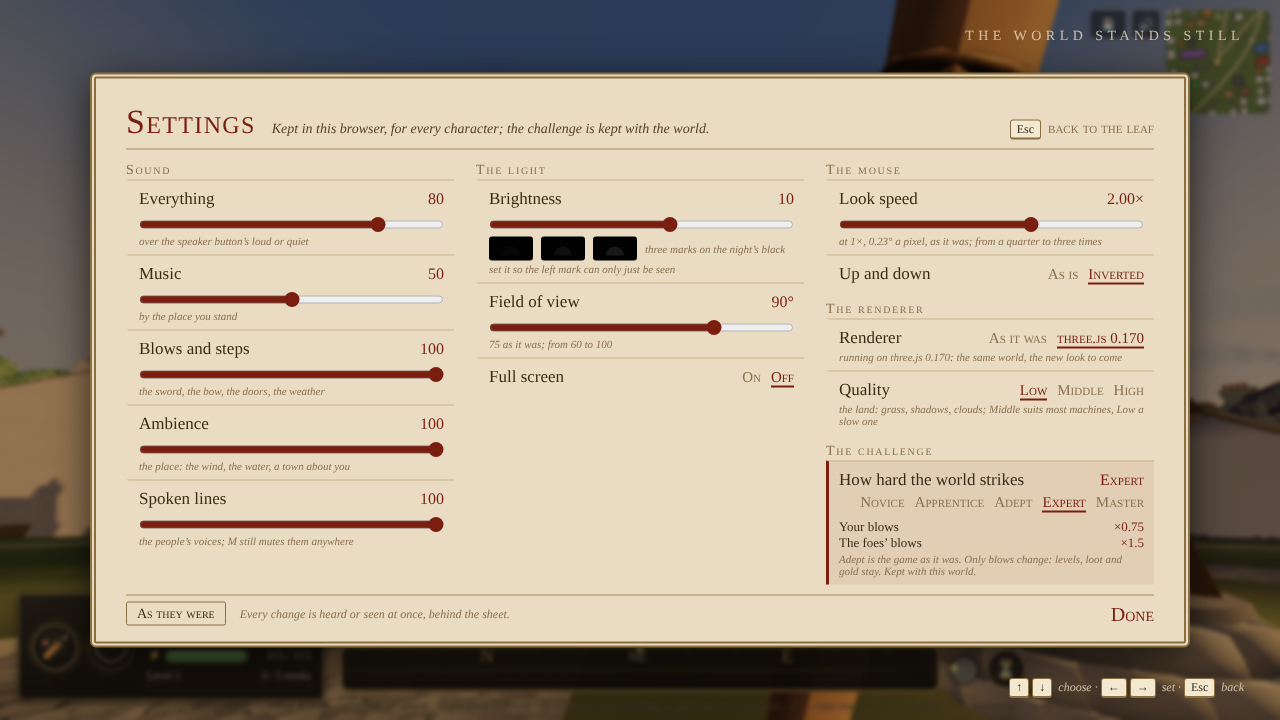 THE WORLD STANDS STILL
Settings Kept in this browser, for every character; the challenge is kept with the world. Esc BACK TO THE LEAF
Sound
Everything 80
over the speaker button's loud or quiet
Music 50
by the place you stand
Blows and steps 100
the sword, the bow, the doors, the weather
Ambience 100
the place: the wind, the water, a town about you
Spoken lines 100
the people's voices; M still mutes them anywhere
The light
Brightness 10
three marks on the night's black
set it so the left mark can only just be seen
Field of view 90°
75 as it was; from 60 to 100
Full screen On Off
The mouse
Look speed 2.00×
at 1×, 0.23° a pixel, as it was; from a quarter to three times
Up and down As is Inverted
The renderer
Renderer As it was three.js 0.170
running on three.js 0.170: the same world, the new look to come
Quality Low Middle High
the land: grass, shadows, clouds; Middle suits most machines, Low a
slow one
The challenge
How hard the world strikes Expert
Novice Apprentice Adept Expert Master
Your blows ×0.75
The foes' blows ×1.5
Adept is the game as it was. Only blows change: levels, loot and
gold stay. Kept with this world.
As they were Every change is heard or seen at once, behind the sheet. Done
N E
Level 1
↑ ↓ choose · ← → set · Esc back